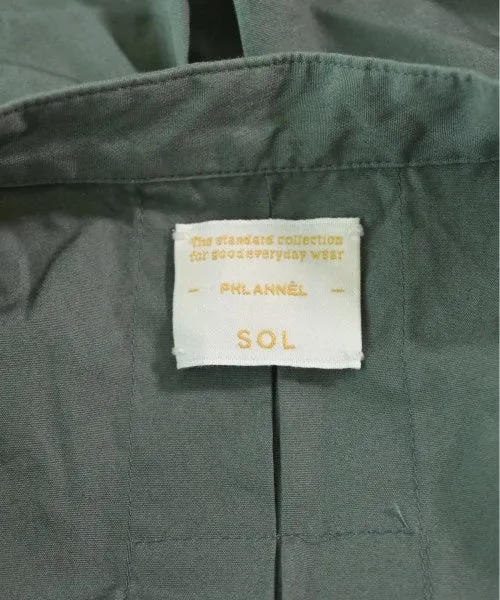 The standard collection
for good everyday wear
- PHLANNÈL -
SOL